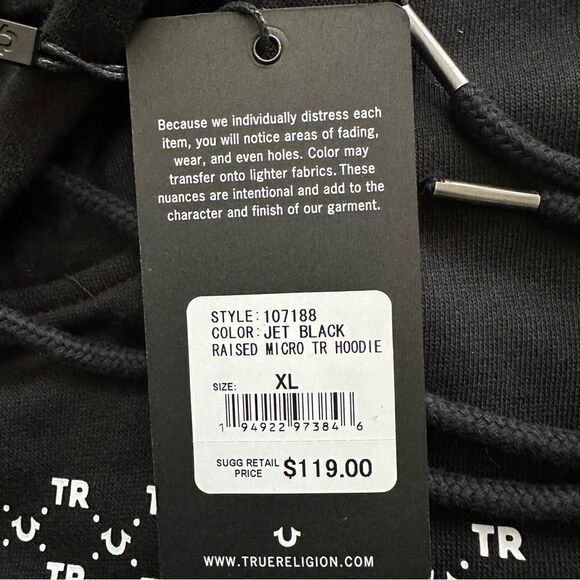 Because we individually distress each
item, you will notice areas of fading,
wear, and even holes. Color may
transfer onto lighter fabrics. These
nuances are intentional and add to the
character and finish of our garment.
STYLE: 107188
COLOR: JET BLACK
RAISED MICRO TR HOODIE
SIZE: XL
1 94922 97384 6
SUGG RETAIL
PRICE $119.00
WWW.TRUERELIGION.COM
TR
TR
TR
TR